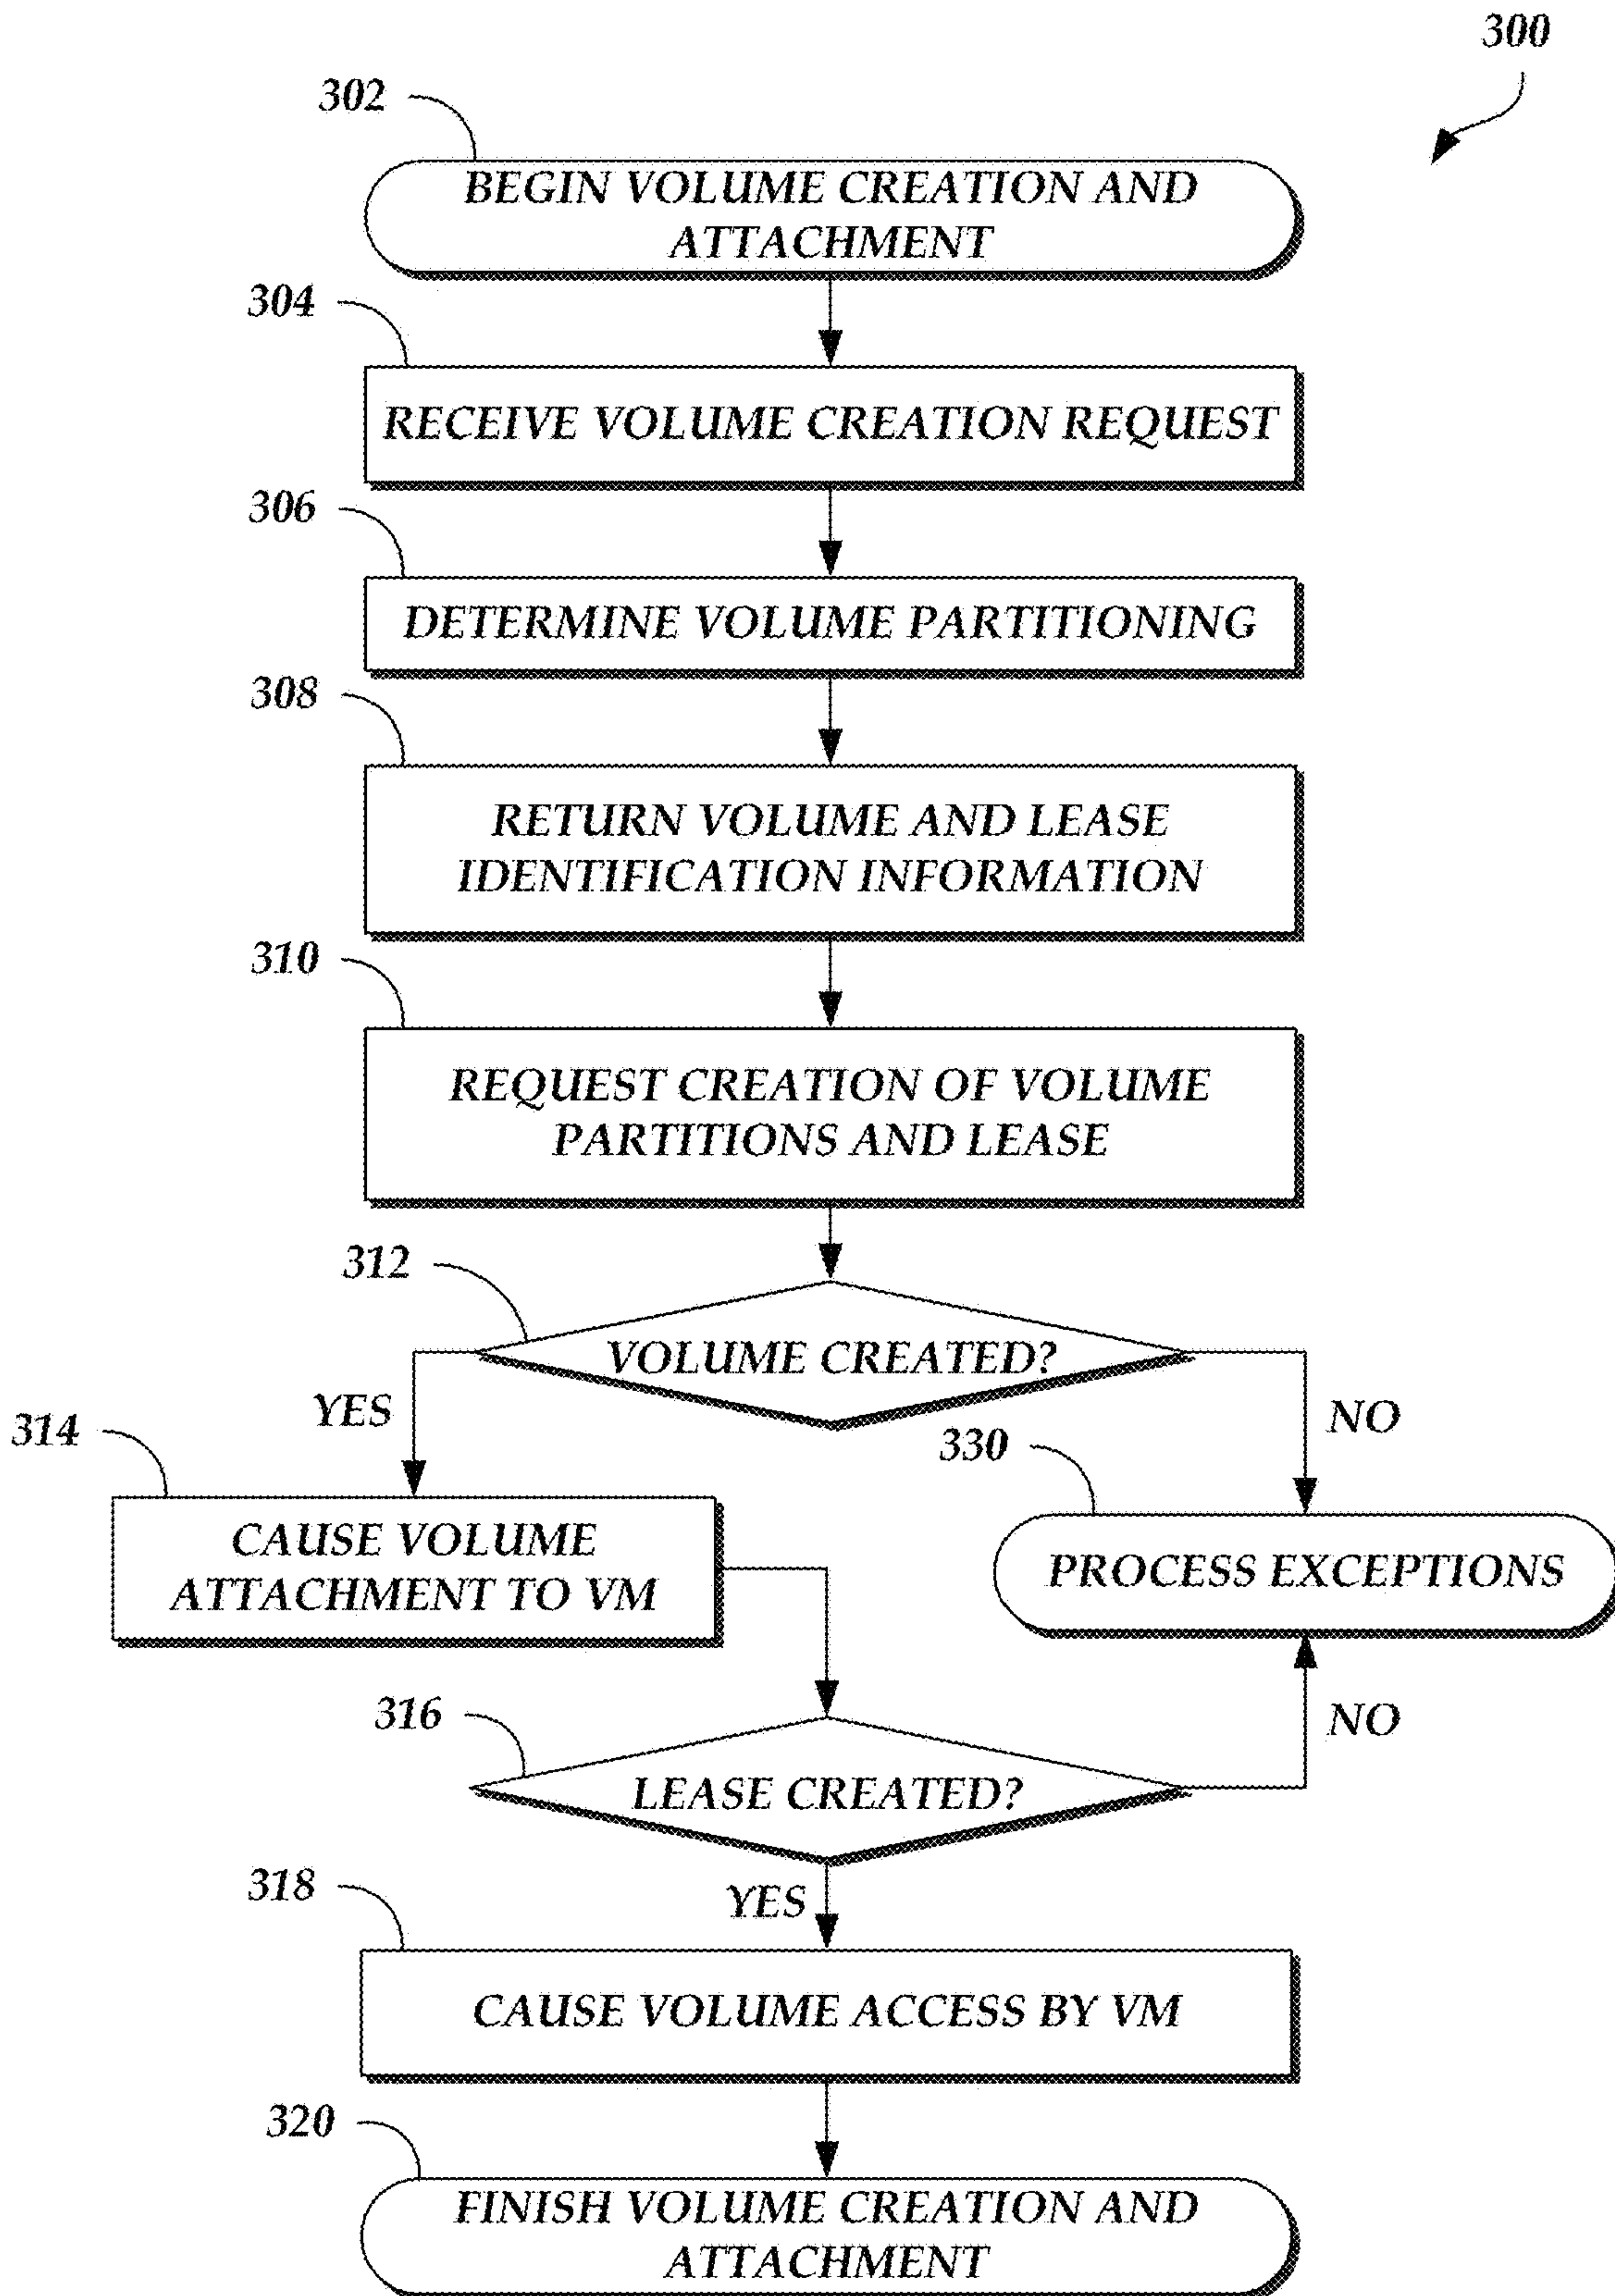 300
302
BEGIN VOLUME CREATION AND
ATTACHMENT
304
RECEIVE VOLUME CREATION REQUEST
306
DETERMINE VOLUME PARTITIONING
308
RETURN VOLUME AND LEASE
IDENTIFICATION INFORMATION
310
REQUEST CREATION OF VOLUME
PARTITIONS AND LEASE
312
VOLUME CREATED?
YES
NO
314
330
CAUSE VOLUME
ATTACHMENT TO VM
PROCESS EXCEPTIONS
316
NO
LEASE CREATED?
318
YES
CAUSE VOLUME ACCESS BY VM
320
FINISH VOLUME CREATION AND
ATTACHMENT